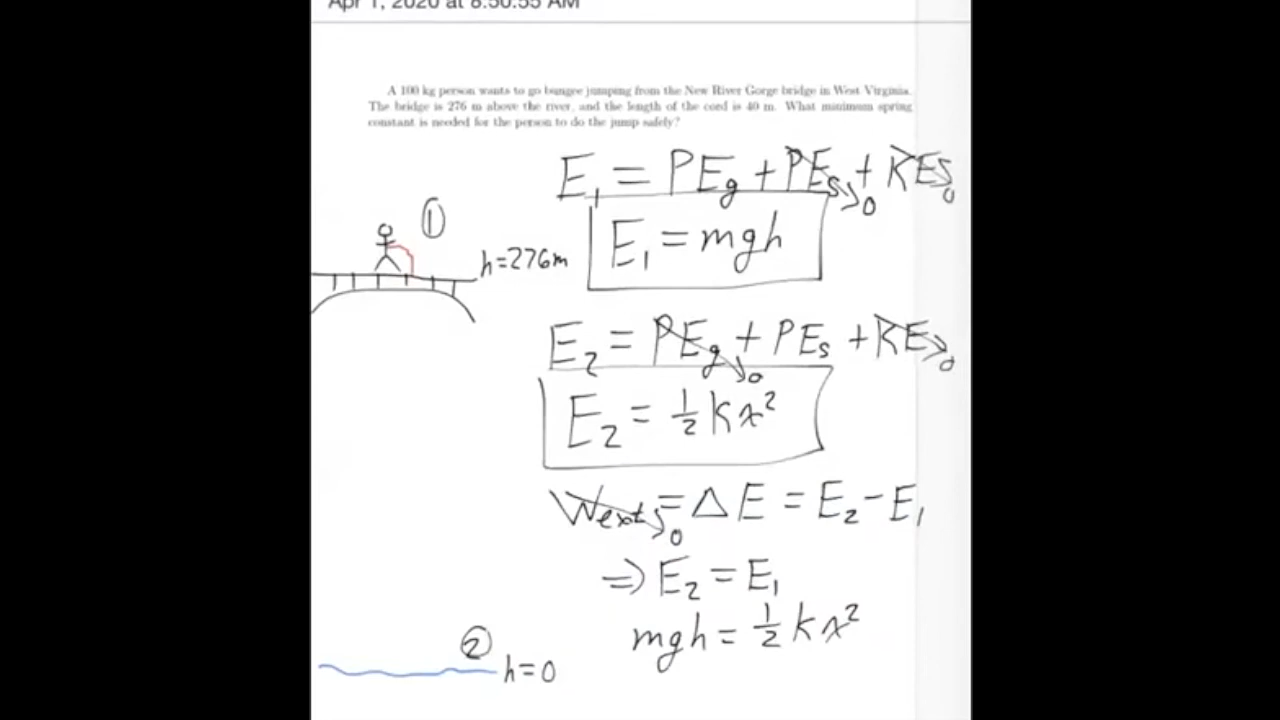 Apr 1, 2020 at 8:50:55 AM
A 100 kg person wants to go bungee jumping from the New River Gorge bridge in West Virginia.
The bridge is 276 m above the river, and the length of the cord is 40 m. What minimum spring
constant is needed for the person to do the jump safely?
E₁ = PEg + PEs→0 + KEs→0
①
E₁ = mgh
h=276m
E₂ = PEg→0 + PEs + KE→0
E₂ = ½kx²
Wext→0 = ΔE = E₂ - E₁
⇒ E₂ = E₁
mgh = ½kx²
②
h=0